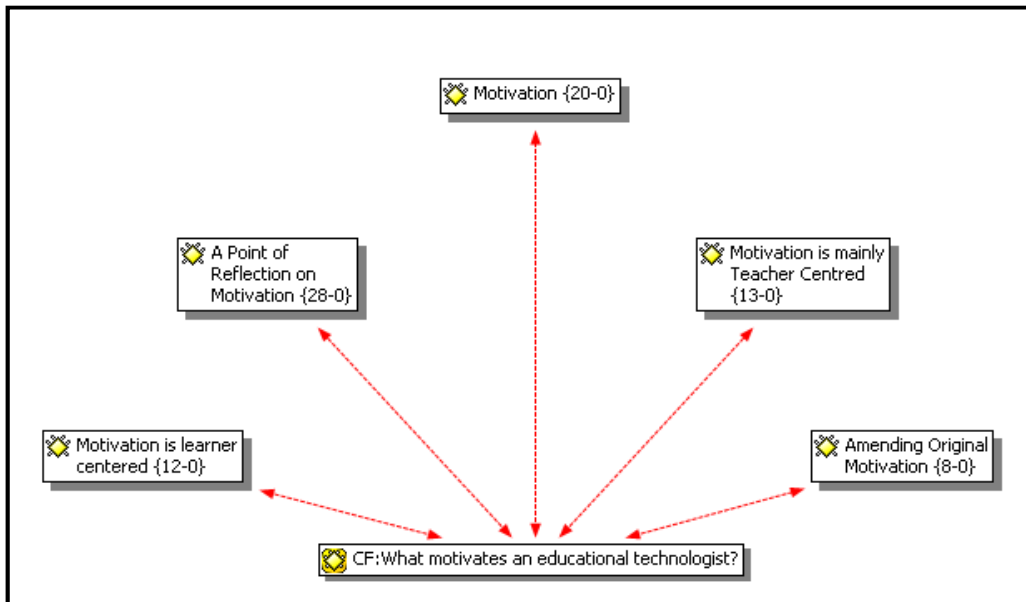 Motivation {20-0}
A Point of
Reflection on
Motivation {28-0}
Motivation is mainly
Teacher Centred
{13-0}
Motivation is learner
centered {12-0}
Amending Original
Motivation {8-0}
CF:What motivates an educational technologist?